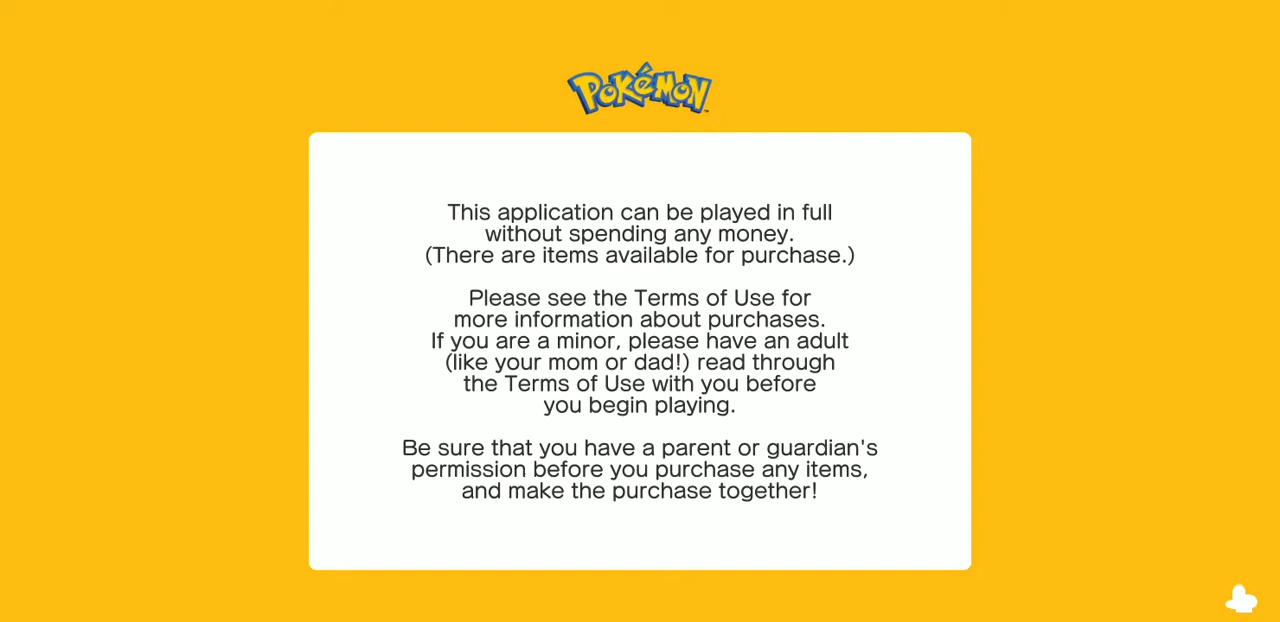 POKéMON™
This application can be played in full
without spending any money.
(There are items available for purchase.)
Please see the Terms of Use for
more information about purchases.
If you are a minor, please have an adult
(like your mom or dad!) read through
the Terms of Use with you before
you begin playing.
Be sure that you have a parent or guardian's
permission before you purchase any items,
and make the purchase together!